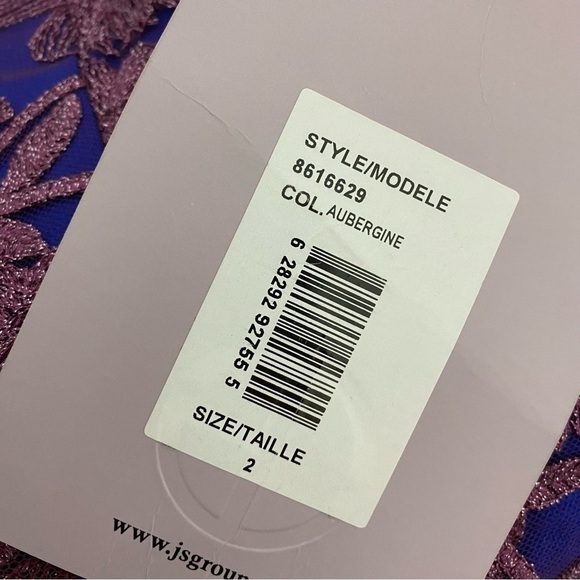 STYLE/MODELE
8616629
COL. AUBERGINE
6 28292 92755 5
SIZE/TAILLE
2
www.jsgroup